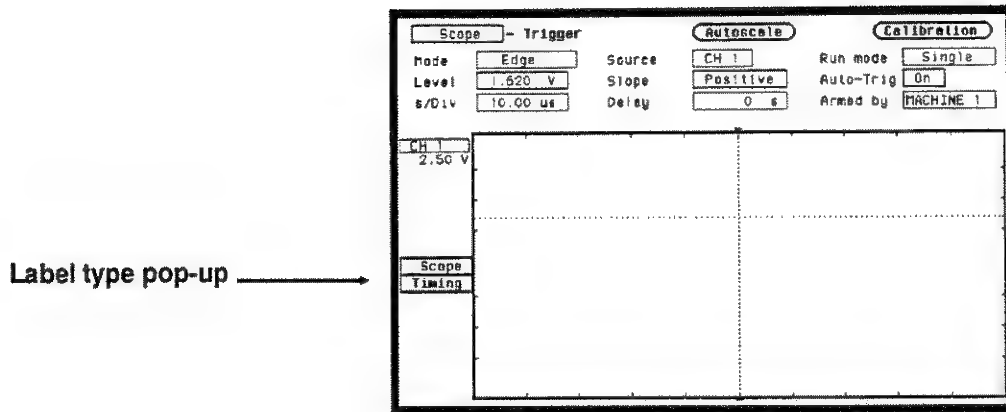 Scope - Trigger Autoscale Calibration
Mode Edge Source CH 1 Run mode Single
Level 1.620 V Slope Positive Auto-Trig On
s/Div 10.00 us Delay 0 s Armed by MACHINE 1
CH 1
2.50 V
Label type pop-up
Scope
Timing